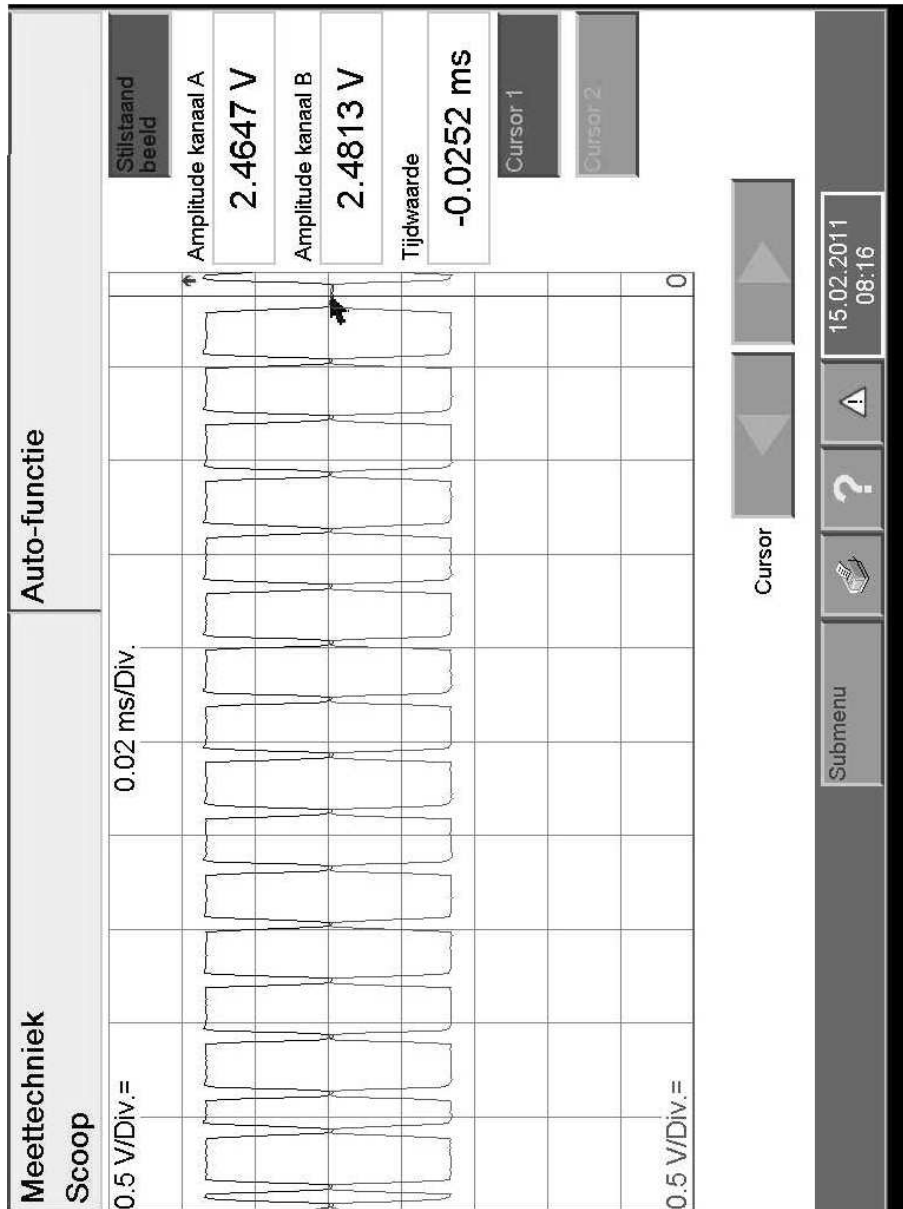 Meettechniek
Auto-functie
Scoop
0.5 V/Div.=
0.02 ms/Div.
Stilstaand
beeld
Amplitude kanaal A
2.4647 V
Amplitude kanaal B
2.4813 V
Tijdwaarde
-0.0252 ms
Cursor 1
Cursor 2
0.5 V/Div.=
0
Cursor
Submenu
?
!
15.02.2011
08:16